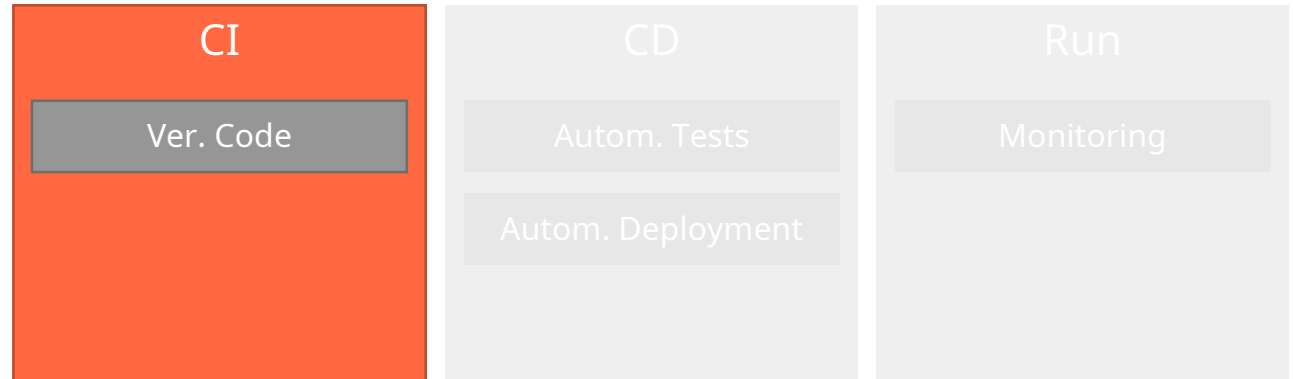 CI
Ver. Code
CD
Autom. Tests
Autom. Deployment
Run
Monitoring